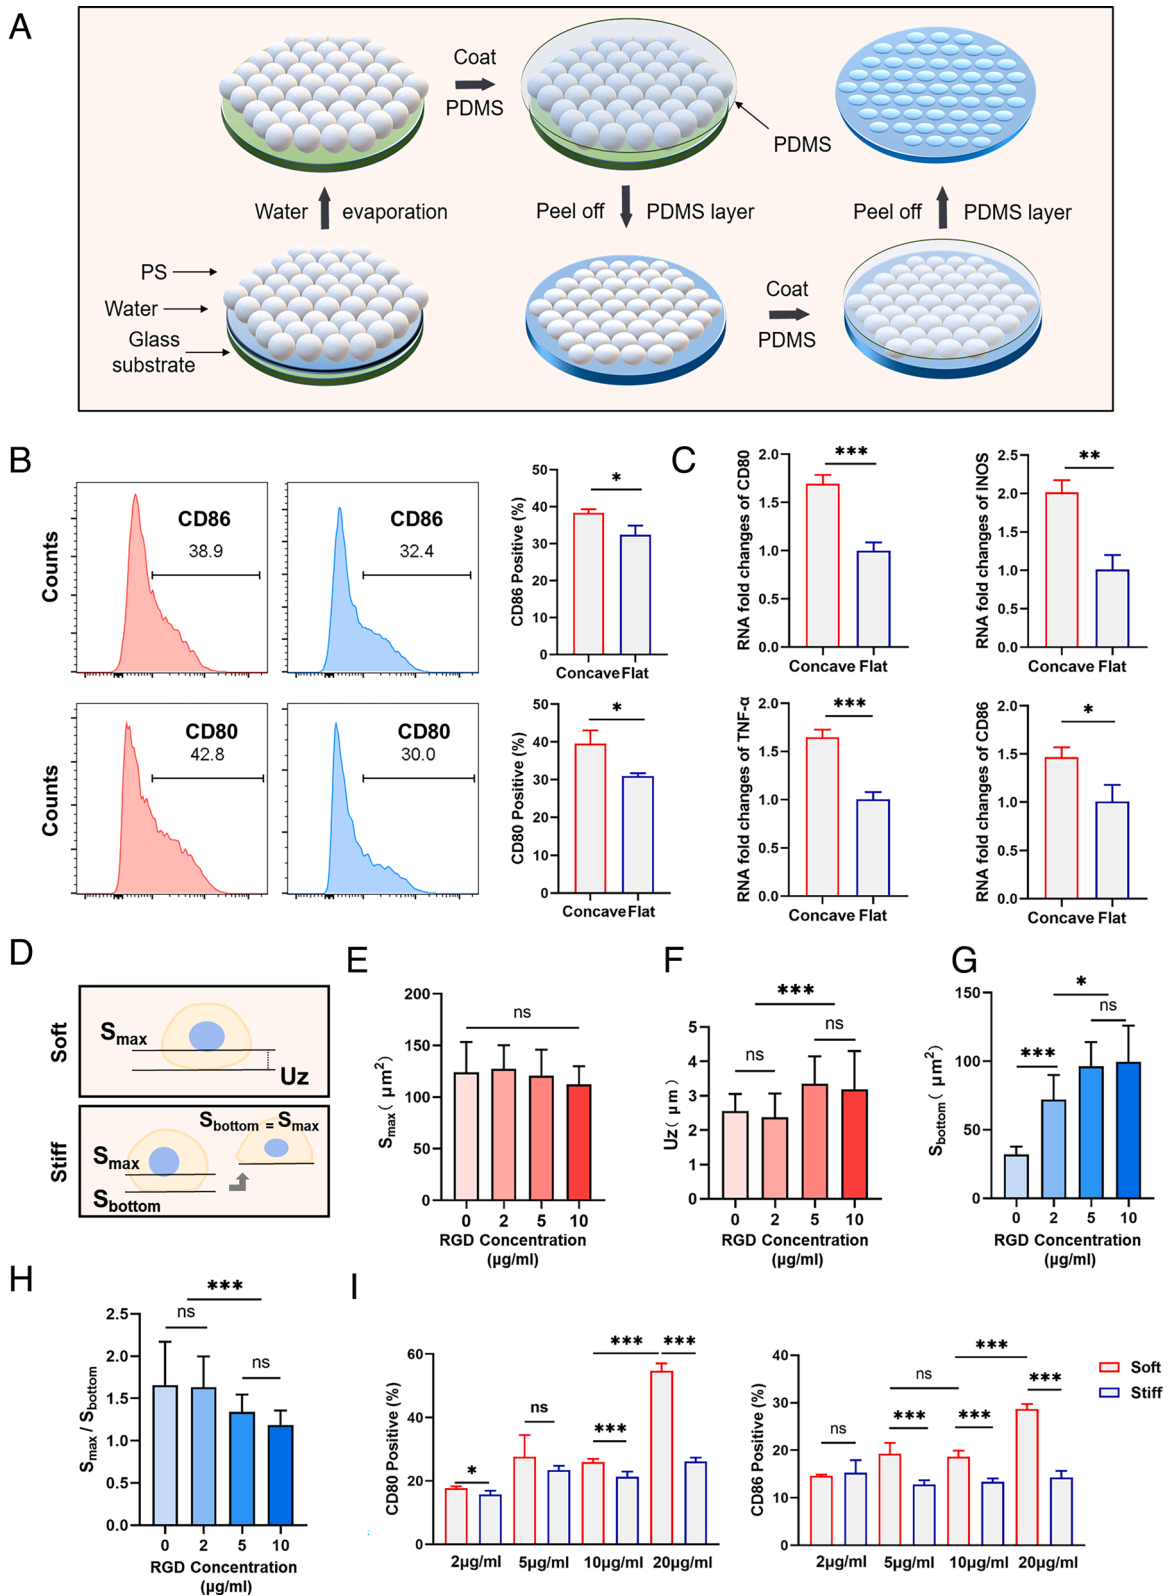 A
Coat
PDMS
PDMS
Water evaporation
Peel off PDMS layer
Peel off PDMS layer
PS
Water
Glass
substrate
Coat
PDMS
B
Counts
CD86
38.9
CD86
32.4
CD86 Positive (%)
50
40
30
20
10
0
*
Concave Flat
Counts
CD80
42.8
CD80
30.0
CD80 Positive (%)
50
40
30
20
10
0
*
Concave Flat
C
RNA fold changes of CD80
2.0
1.5
1.0
0.5
0.0
***
Concave Flat
RNA fold changes of INOS
2.5
2.0
1.5
1.0
0.5
0.0
**
Concave Flat
RNA fold changes of TNF-α
2.0
1.5
1.0
0.5
0.0
***
Concave Flat
RNA fold changes of CD86
2.0
1.5
1.0
0.5
0.0
*
Concave Flat
D
Soft
Smax
Uz
Stiff
Sbottom = Smax
Smax
Sbottom
E
Smax( μm²)
200
150
100
50
0
ns
0 2 5 10
RGD Concentration
(μg/ml)
F
Uz( μm)
5
4
3
2
1
0
***
ns
ns
0 2 5 10
RGD Concentration
(μg/ml)
G
Sbottom( μm²)
150
100
50
0
*
ns
***
0 2 5 10
RGD Concentration
(μg/ml)
H
Smax / Sbottom
2.5
2.0
1.5
1.0
0.5
0.0
***
ns
ns
0 2 5 10
RGD Concentration
(μg/ml)
I
CD80 Positive (%)
60
40
20
0
*
ns
***
***
***
2μg/ml 5μg/ml 10μg/ml 20μg/ml
CD86 Positive (%)
40
30
20
10
0
ns
***
ns
***
***
***
2μg/ml 5μg/ml 10μg/ml 20μg/ml
Soft
Stiff